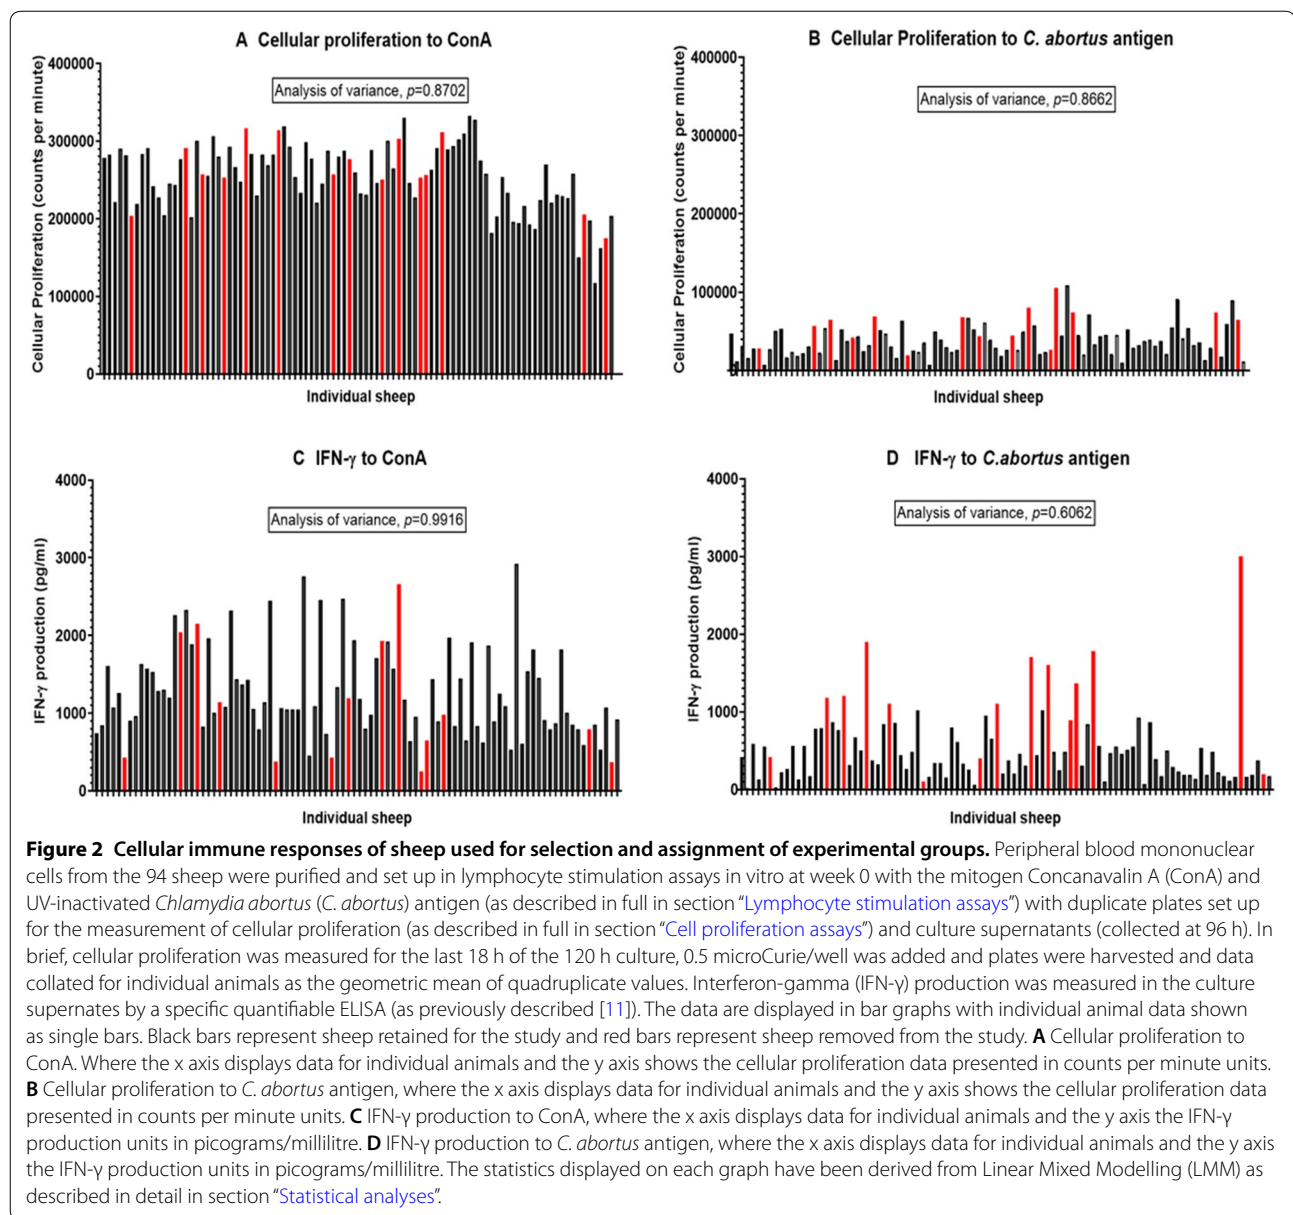 A Cellular proliferation to ConA
Cellular Proliferation (counts per minute)
400000
300000
200000
100000
0
Analysis of variance, p=0.8702
Individual sheep
B Cellular Proliferation to C. abortus antigen
Cellular Proliferation (counts per minute)
400000
300000
200000
100000
0
Analysis of variance, p=0.8662
Individual sheep
C IFN-γ to ConA
IFN-γ production (pg/ml)
4000
3000
2000
1000
0
Analysis of variance, p=0.9916
Individual sheep
D IFN-γ to C.abortus antigen
IFN-γ production (pg/ml)
4000
3000
2000
1000
0
Analysis of variance, p=0.6062
Individual sheep
Figure 2 Cellular immune responses of sheep used for selection and assignment of experimental groups. Peripheral blood mononuclear
cells from the 94 sheep were purified and set up in lymphocyte stimulation assays in vitro at week 0 with the mitogen Concanavalin A (ConA) and
UV-inactivated Chlamydia abortus (C. abortus) antigen (as described in full in section “Lymphocyte stimulation assays”) with duplicate plates set up
for the measurement of cellular proliferation (as described in full in section “Cell proliferation assays”) and culture supernatants (collected at 96 h). In
brief, cellular proliferation was measured for the last 18 h of the 120 h culture, 0.5 microCurie/well was added and plates were harvested and data
collated for individual animals as the geometric mean of quadruplicate values. Interferon-gamma (IFN-γ) production was measured in the culture
supernates by a specific quantifiable ELISA (as previously described [11]). The data are displayed in bar graphs with individual animal data shown
as single bars. Black bars represent sheep retained for the study and red bars represent sheep removed from the study. A Cellular proliferation to
ConA. Where the x axis displays data for individual animals and the y axis shows the cellular proliferation data presented in counts per minute units.
B Cellular proliferation to C. abortus antigen, where the x axis displays data for individual animals and the y axis shows the cellular proliferation data
presented in counts per minute units. C IFN-γ production to ConA, where the x axis displays data for individual animals and the y axis the IFN-γ
production units in picograms/millilitre. D IFN-γ production to C. abortus antigen, where the x axis displays data for individual animals and the y axis
the IFN-γ production units in picograms/millilitre. The statistics displayed on each graph have been derived from Linear Mixed Modelling (LMM) as
described in detail in section “Statistical analyses”.